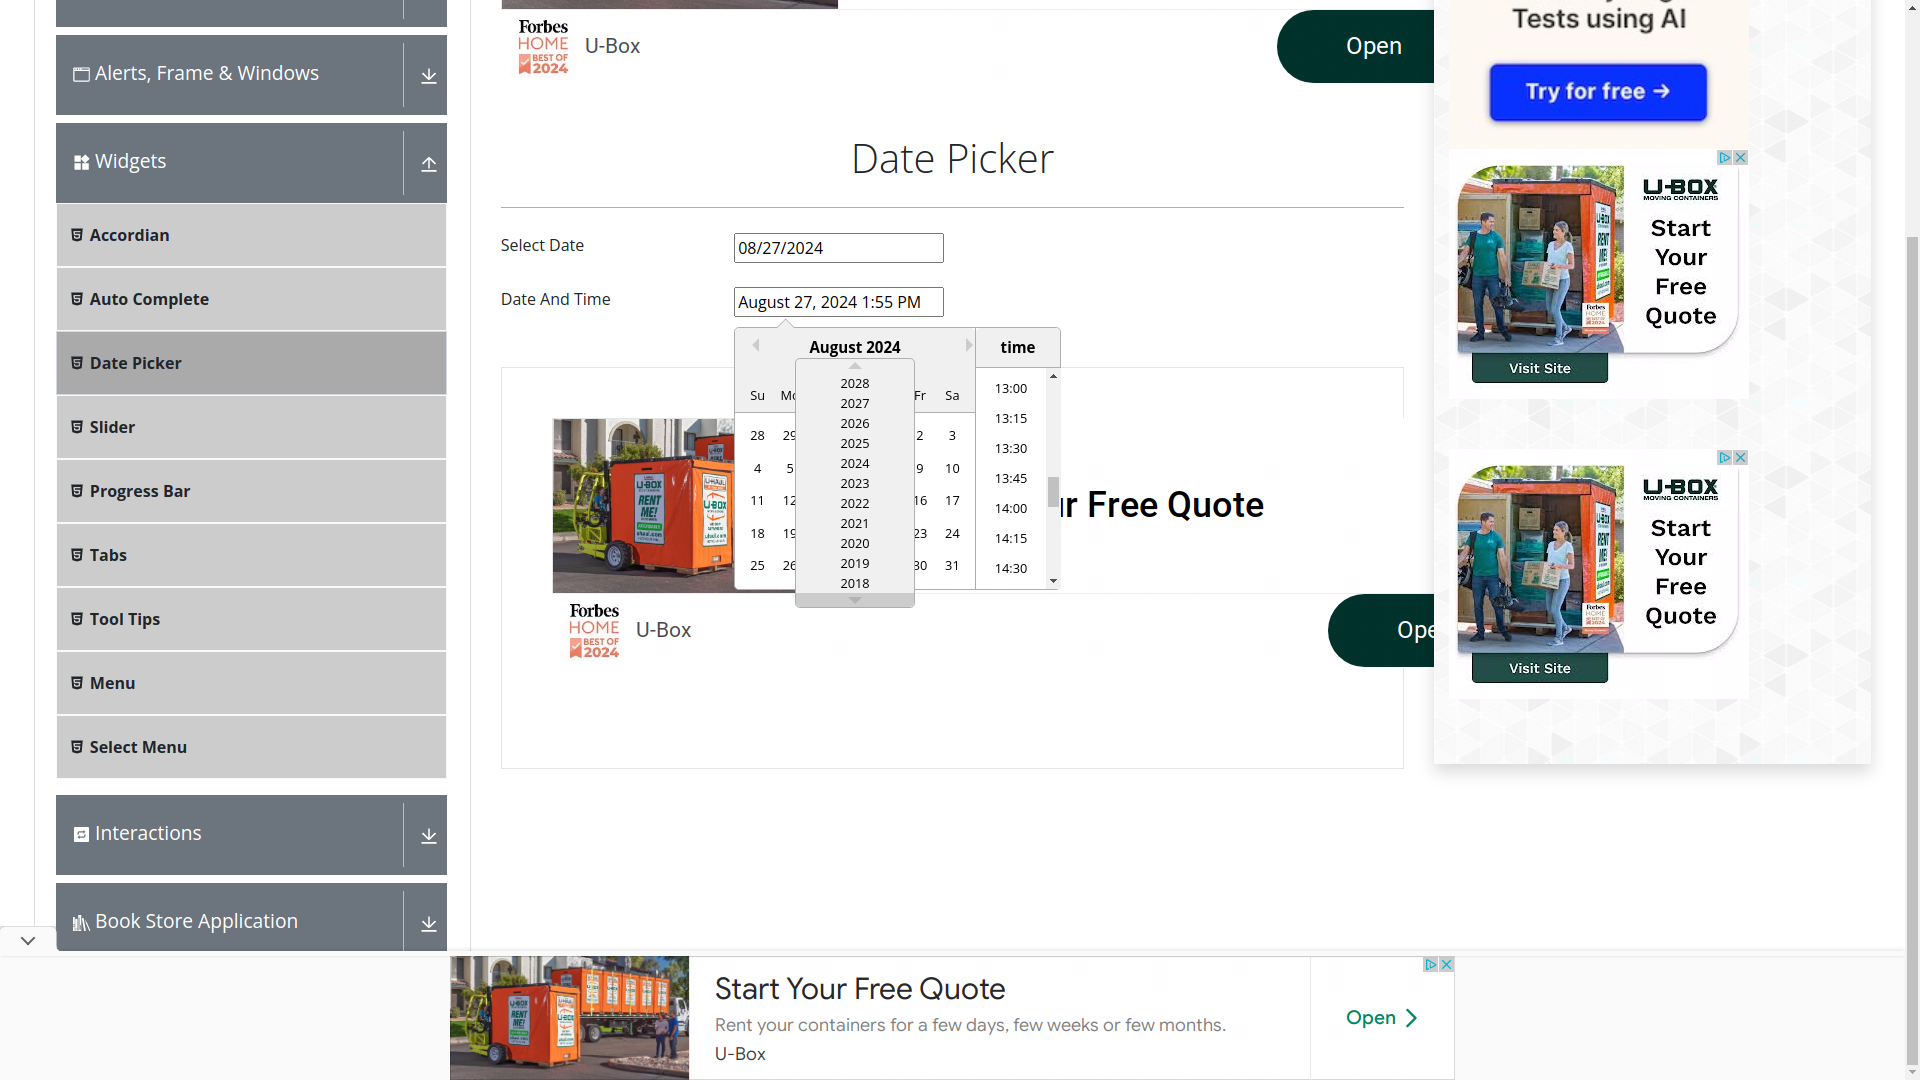 Alerts, Frame & Windows
Widgets
Accordian
Auto Complete
Date Picker
Slider
Progress Bar
Tabs
Tool Tips
Menu
Select Menu
Interactions
Book Store Application
Forbes
HOME
BEST OF
2024
U-Box
Open
Date Picker
Select Date
08/27/2024
Date And Time
August 27, 2024 1:55 PM
August 2024
time
2028
2027
2026
2025
2024
2023
2022
2021
2020
2019
2018
Su
Fr
Sa
28
29
2
3
4
5
9
10
11
12
16
17
18
19
23
24
25
26
30
31
13:00
13:15
13:30
13:45
14:00
14:15
14:30
Free Quote
U-BOX
RENT
ME!
uhaul.com
U-BOX
Forbes
HOME
BEST OF
2024
U-Box
Tests using AI
Try for free →
U-BOX
MOVING CONTAINERS
Start
Your
Free
Quote
Visit Site
U-BOX
MOVING CONTAINERS
Start
Your
Free
Quote
Visit Site
Start Your Free Quote
Rent your containers for a few days, few weeks or few months.
U-Box
Open